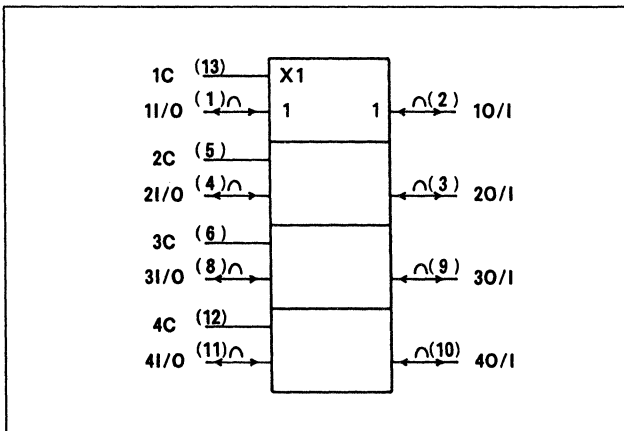 1C (13) X1
1I/O (1)∩ 1 1 ∩(2) 1O/I
2C (5)
2I/O (4)∩ ∩(3) 2O/I
3C (6)
3I/O (8)∩ ∩(9) 3O/I
4C (12)
4I/O (11)∩ ∩(10) 4O/I